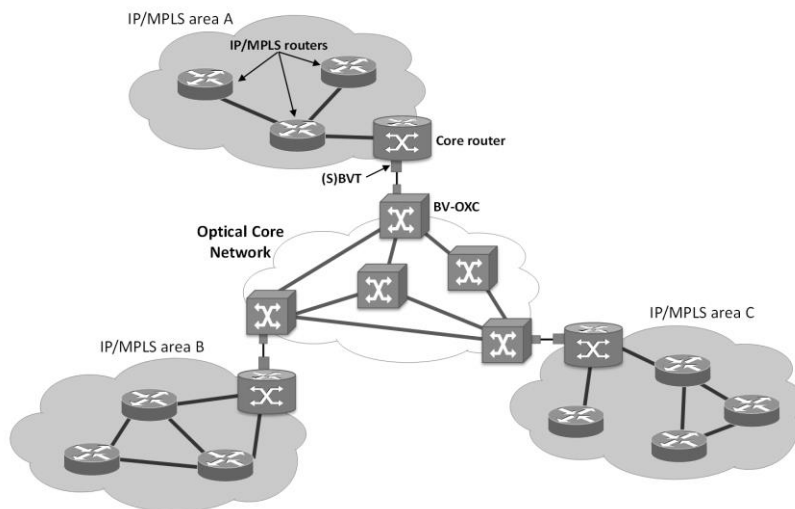 IP/MPLS area A
IP/MPLS routers
Core router
(S)BVT
BV-OXC
Optical Core
Network
IP/MPLS area C
IP/MPLS area B